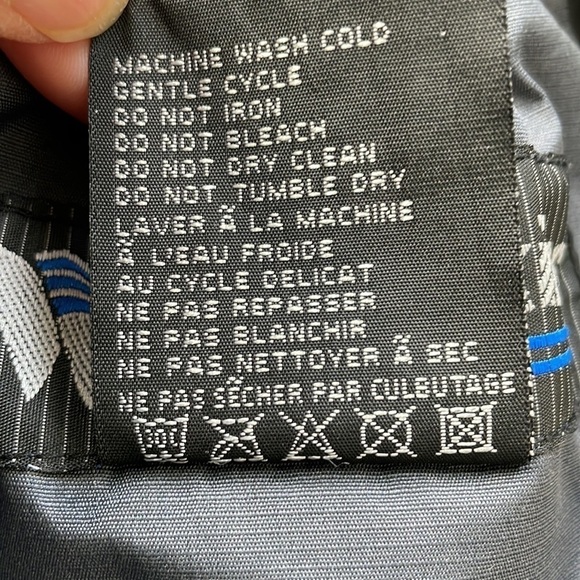 MACHINE WASH COLD
GENTLE CYCLE
DO NOT IRON
DO NOT BLEACH
DO NOT DRY CLEAN
DO NOT TUMBLE DRY
LAVER Ã LA MACHINE
Ã L'EAU FROIDE
AU CYCLE DELICAT
NE PAS REPASSER
NE PAS BLANCHIR
NE PAS NETTOYER Ã SEC
NE PAS SÊCHER PAR CULBUTAGE